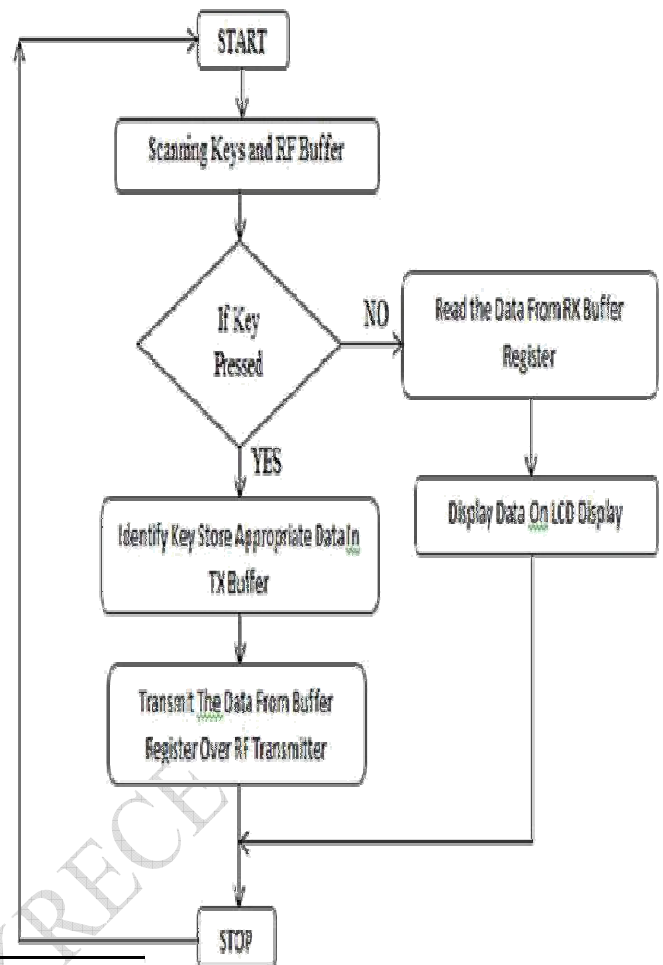 START
Scanning Keys and RF Buffer
If Key
Pressed
NO
Read the Data From RX Buffer
Register
YES
Display Data On LCD Display
Identify Key Store Appropriate Data In
TX Buffer
Transmit The Data From Buffer
Register Over RF Transmitter
STOP
RECE